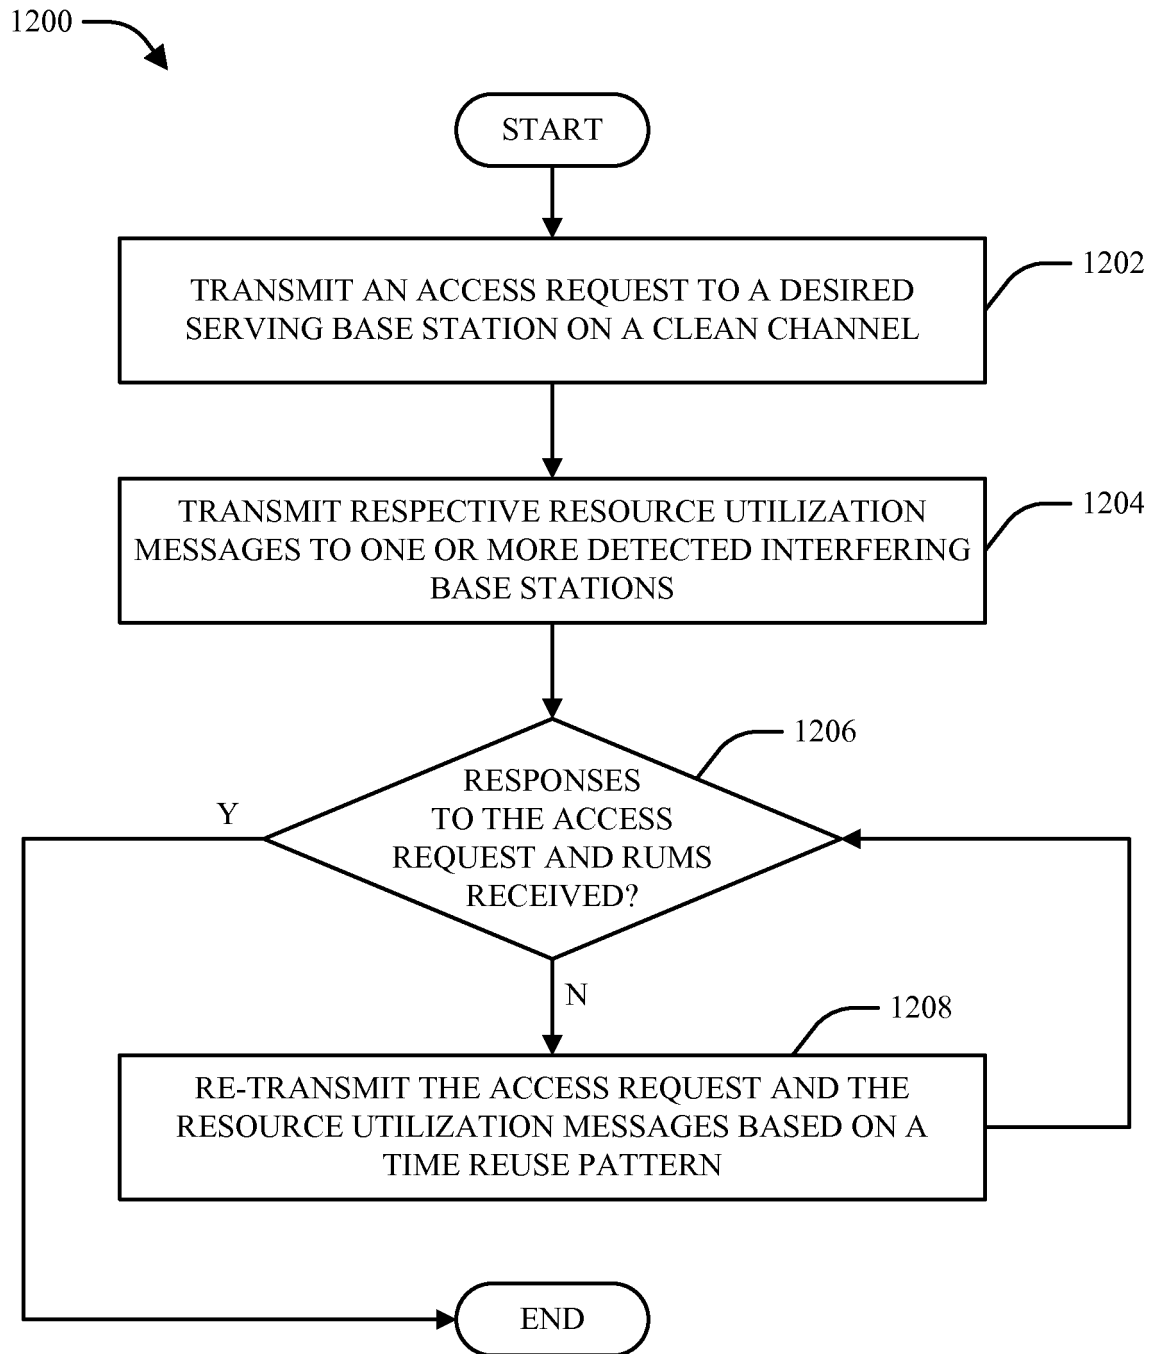 1200
START
TRANSMIT AN ACCESS REQUEST TO A DESIRED
SERVING BASE STATION ON A CLEAN CHANNEL
1202
TRANSMIT RESPECTIVE RESOURCE UTILIZATION
MESSAGES TO ONE OR MORE DETECTED INTERFERING
BASE STATIONS
1204
RESPONSES
TO THE ACCESS
REQUEST AND RUMS
RECEIVED?
1206
Y
N
RE-TRANSMIT THE ACCESS REQUEST AND THE
RESOURCE UTILIZATION MESSAGES BASED ON A
TIME REUSE PATTERN
1208
END